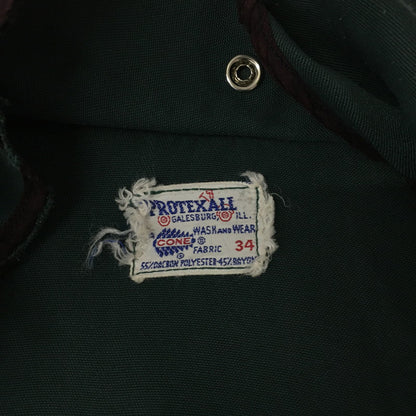 PROTEXALL
GALESBURG, ILL.
CONE ® WASH AND WEAR
FABRIC 34
®
55% DACRON POLYESTER-45% RAYON